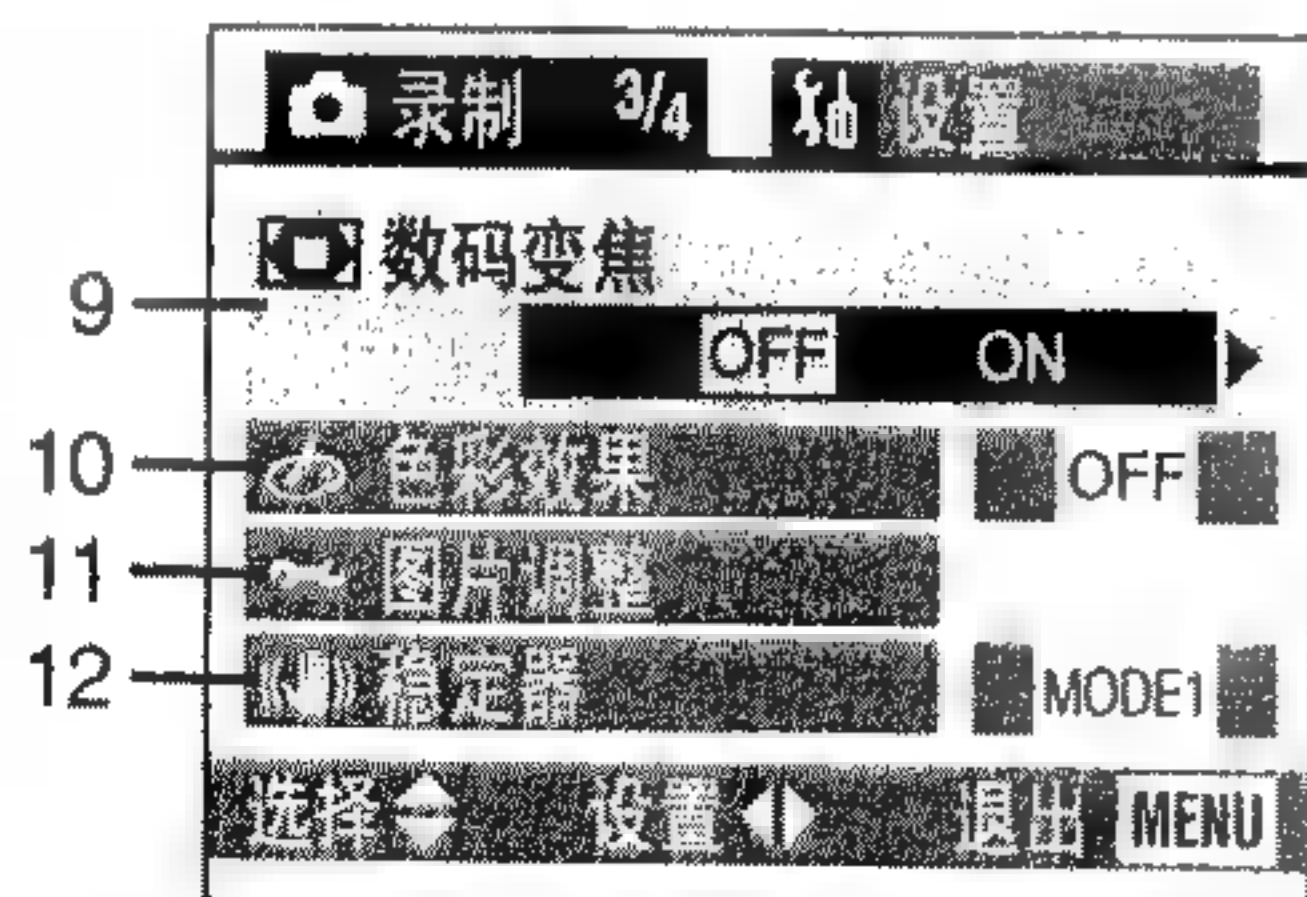 录制 3/4 设置
9 数码变焦
OFF ON
10 色彩效果 OFF
11 图片调整
12 稳定器 MODE1
选择 设置 退出 MENU